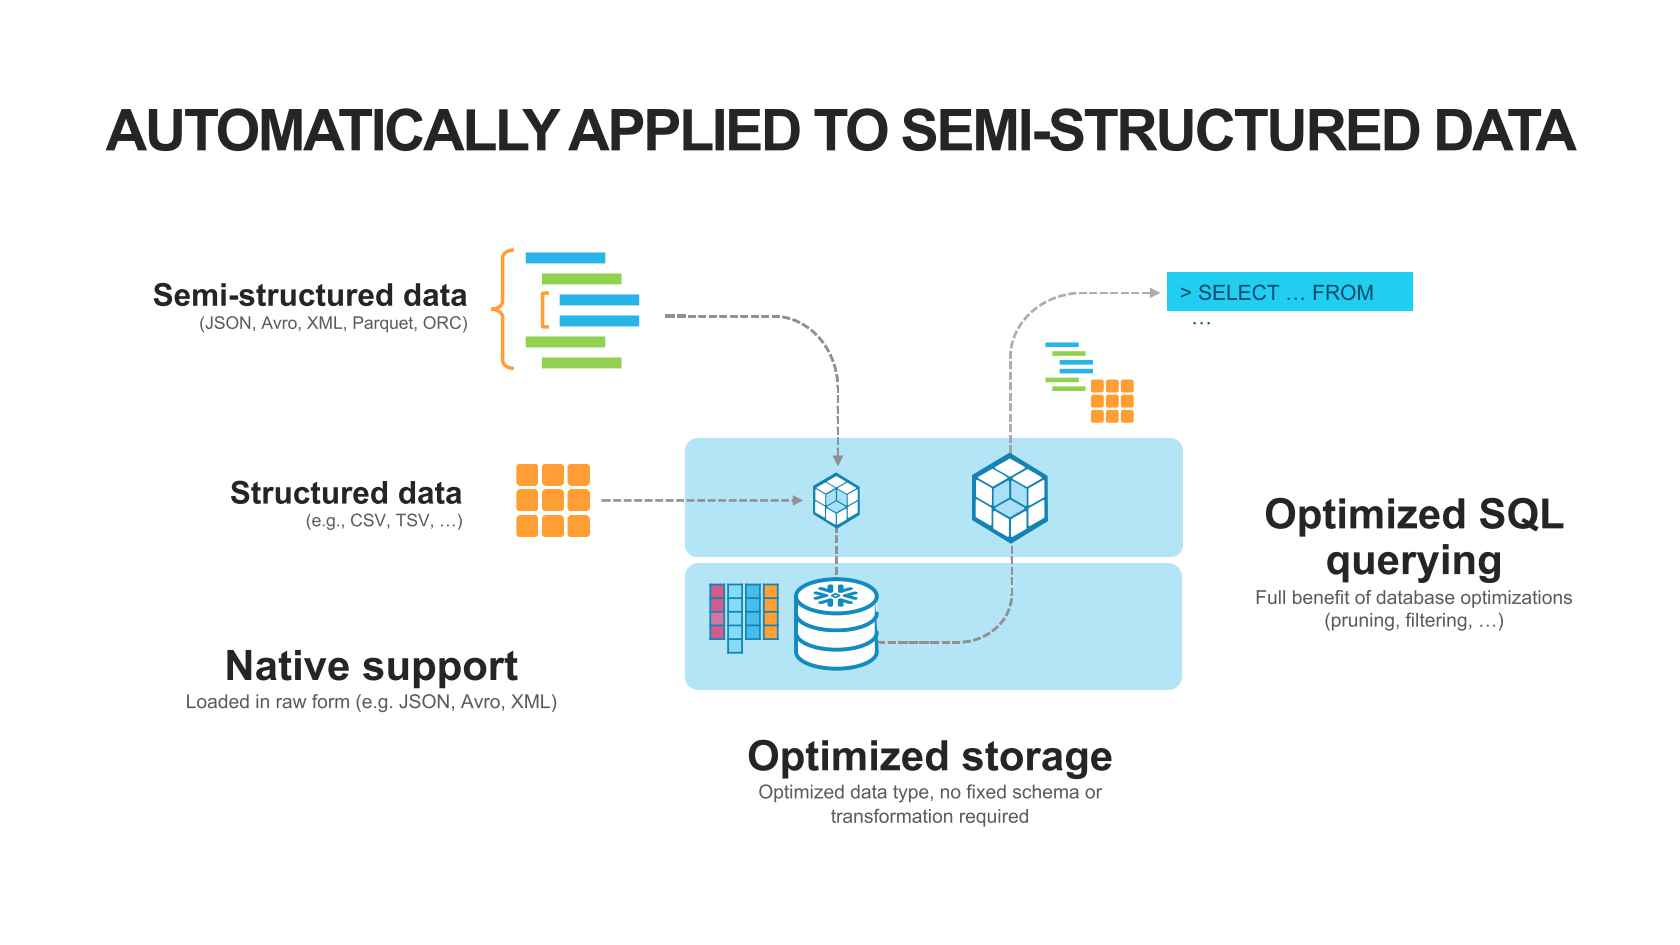 AUTOMATICALLY APPLIED TO SEMI-STRUCTURED DATA
Semi-structured data
(JSON, Avro, XML, Parquet, ORC)
> SELECT … FROM
…
Structured data
(e.g., CSV, TSV, …)
Optimized SQL
querying
Full benefit of database optimizations
(pruning, filtering, …)
Native support
Loaded in raw form (e.g. JSON, Avro, XML)
Optimized storage
Optimized data type, no fixed schema or
transformation required